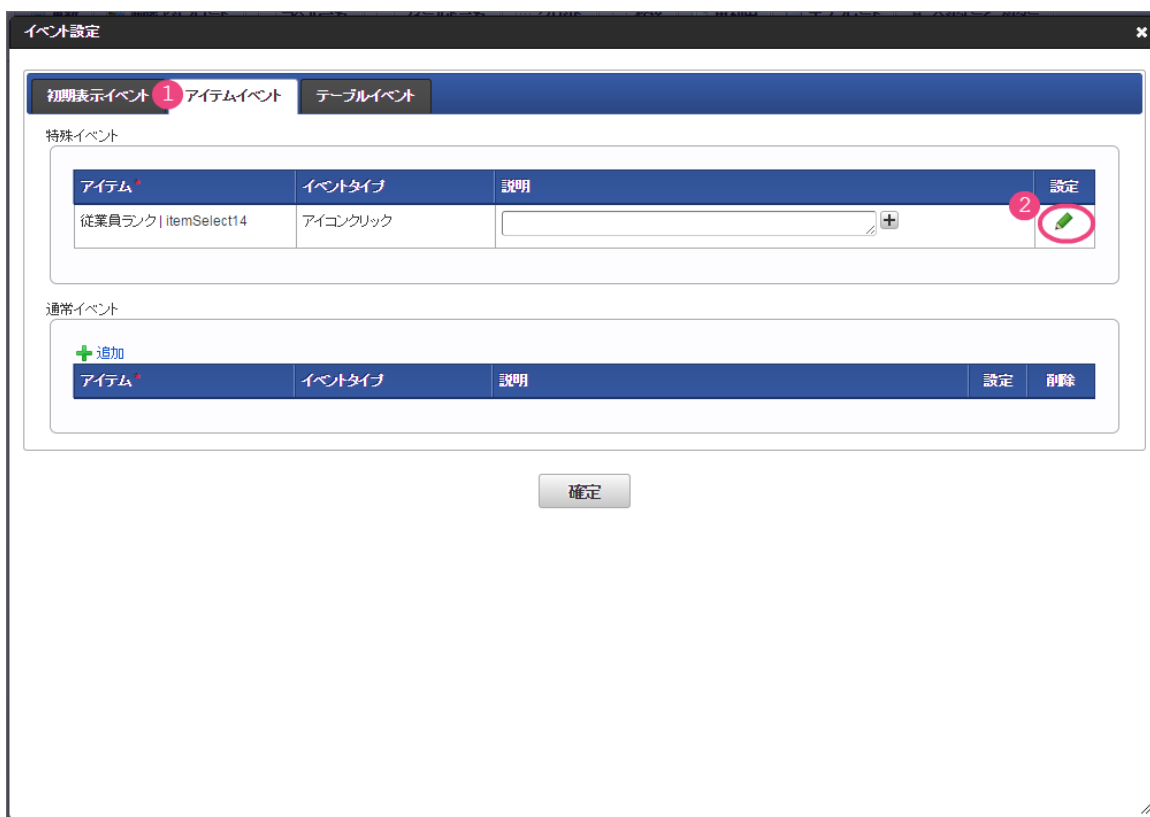 イベント設定
初期表示イベント 1 アイテムイベント テーブルイベント
特殊イベント
アイテム* イベントタイプ 説明 設定
2
従業員ランク | itemSelect14 アイコンクリック
通常イベント
追加
アイテム* イベントタイプ 説明 設定 削除
確定